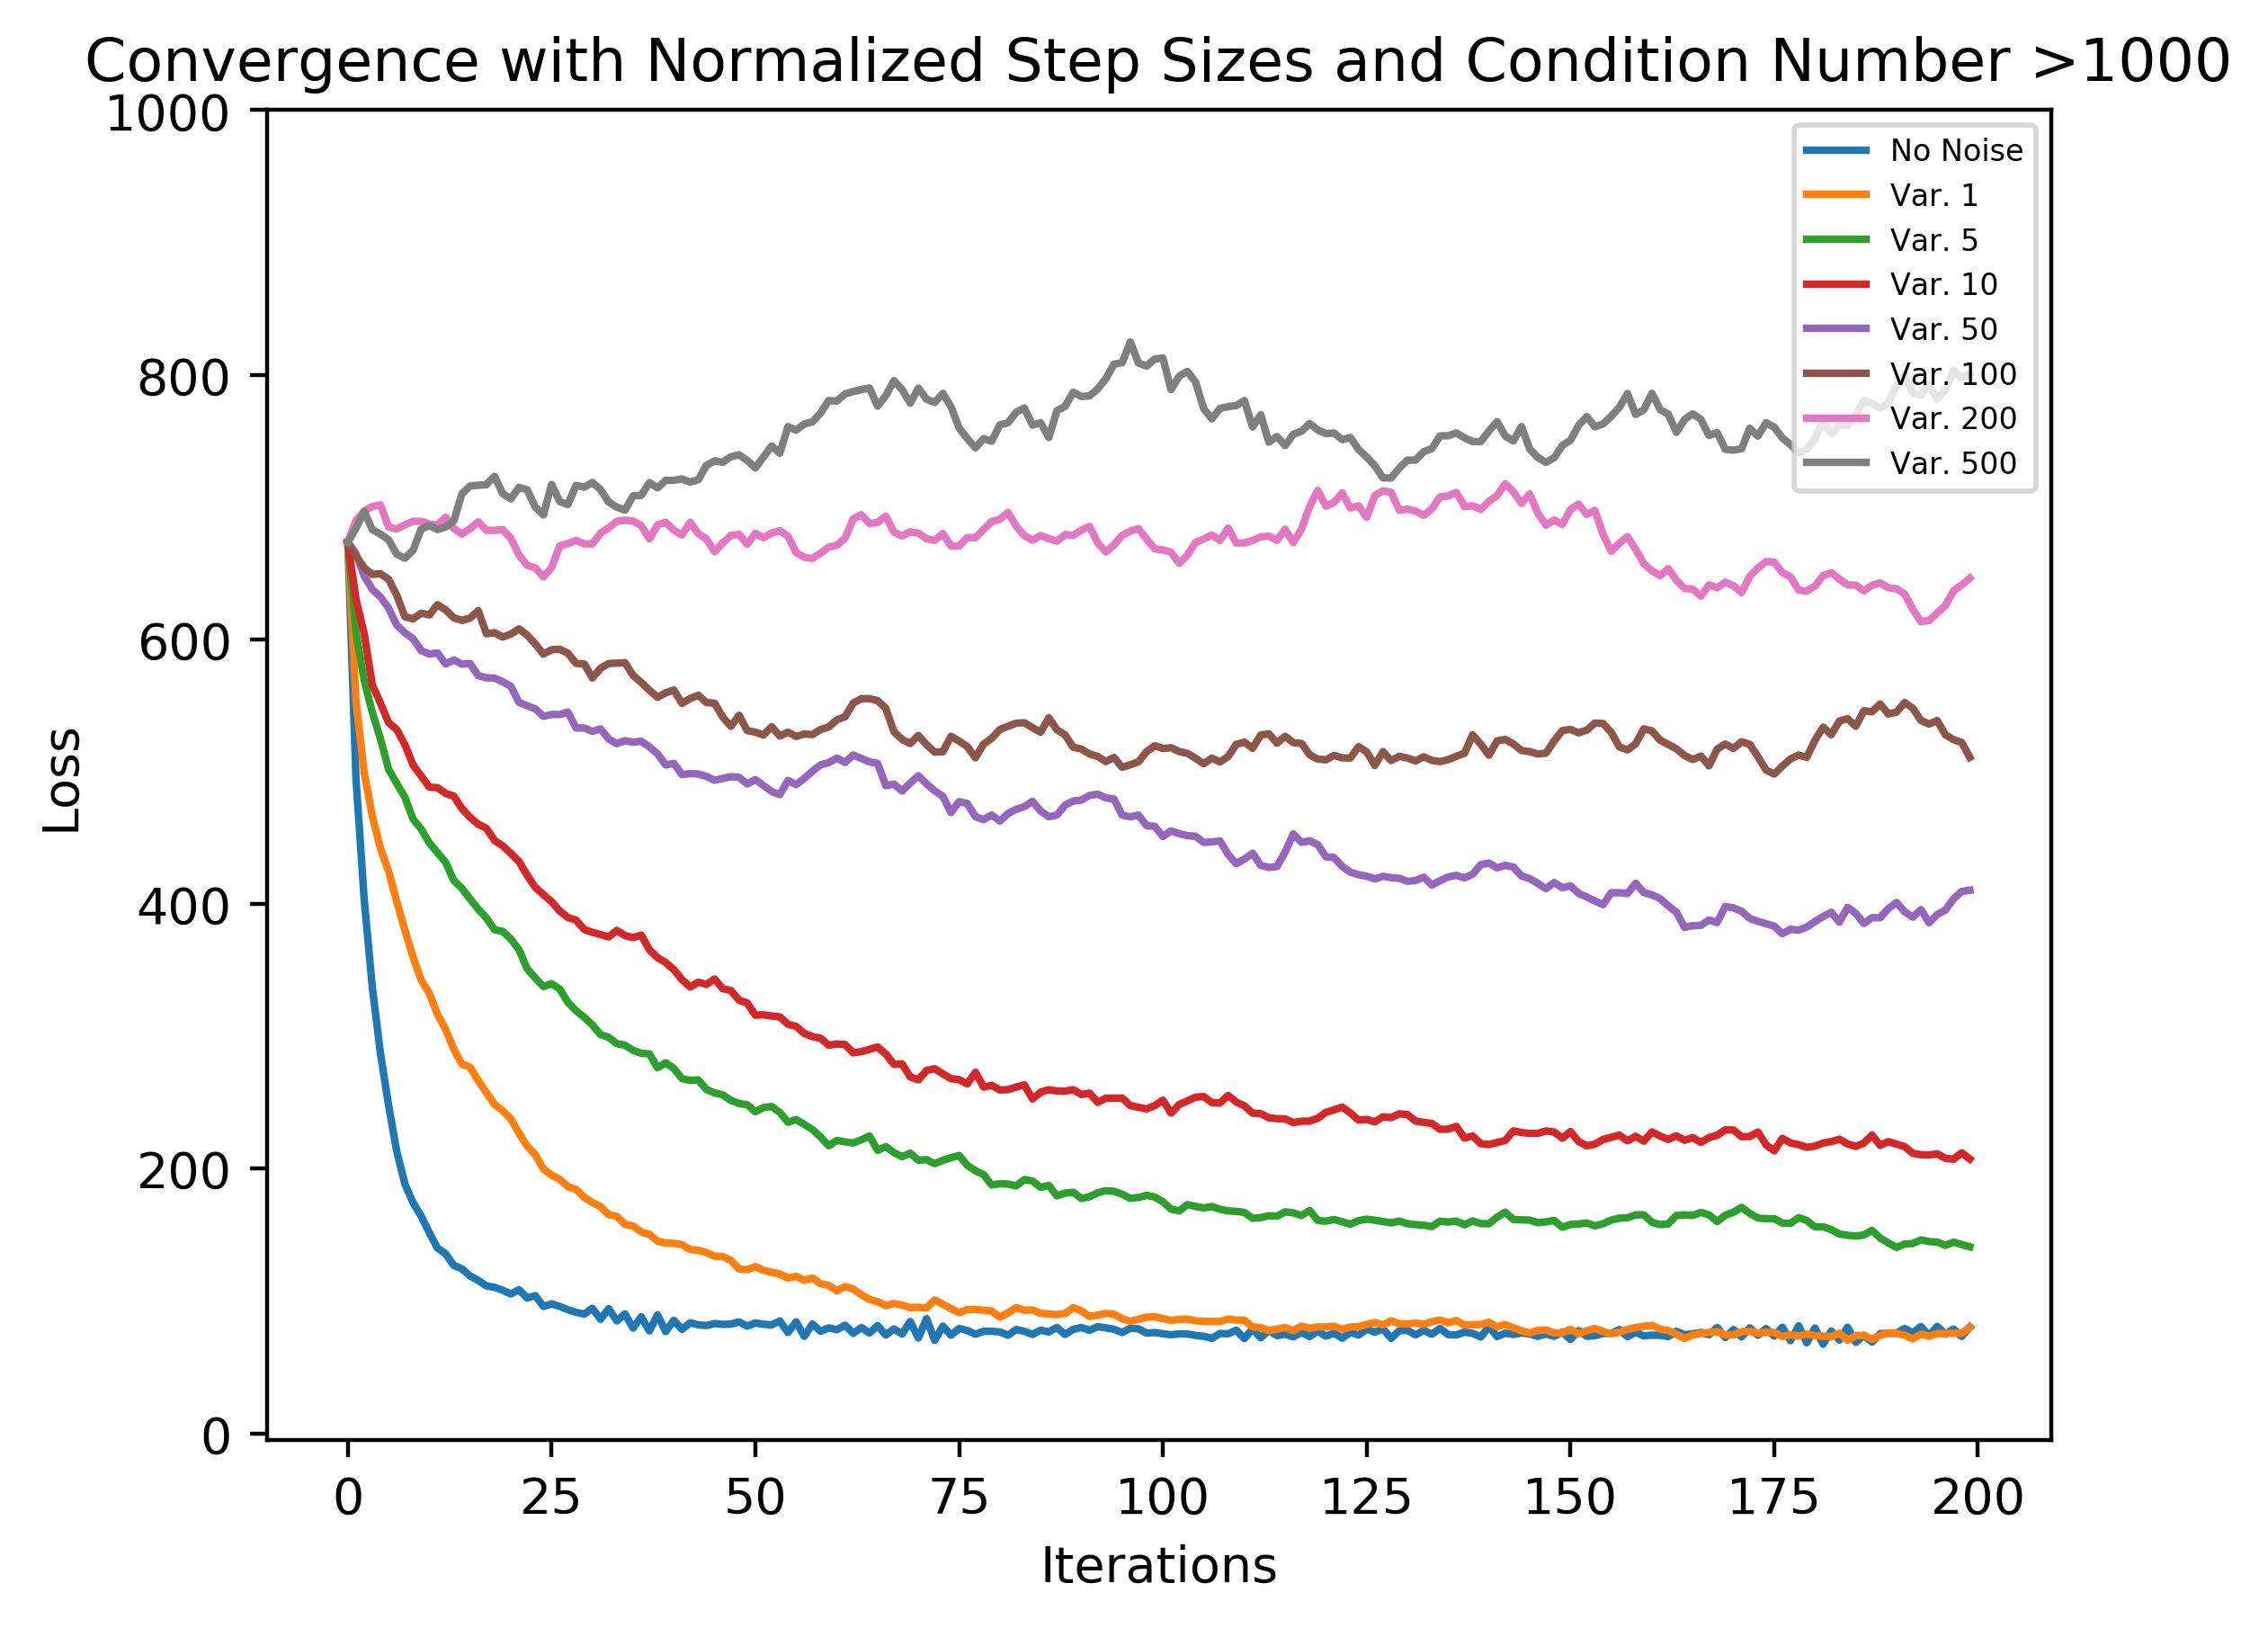 Convergence with Normalized Step Sizes and Condition Number >1000
1000
800
600
400
200
0
Loss
No Noise
Var. 1
Var. 5
Var. 10
Var. 50
Var. 100
Var. 200
Var. 500
0 25 50 75 100 125 150 175 200
Iterations